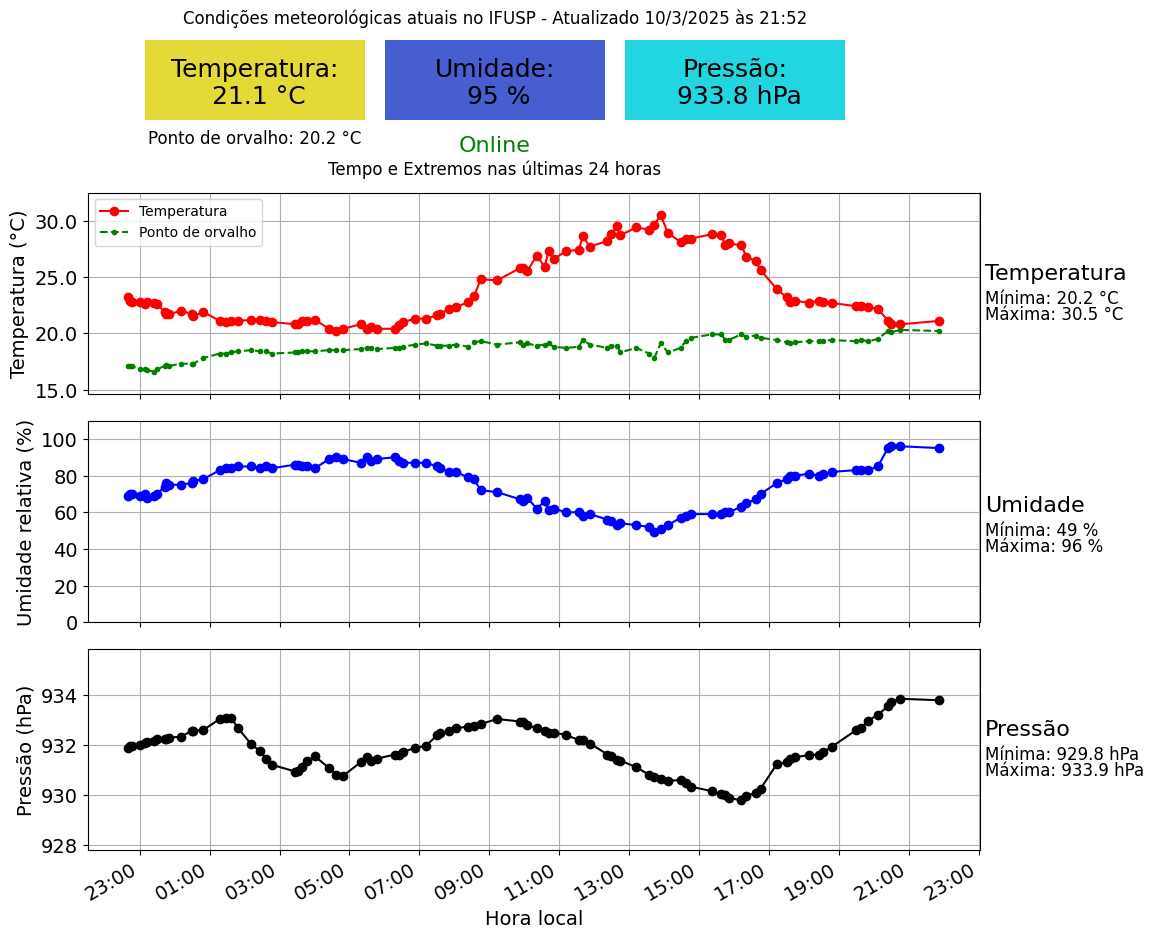 Condições meteorológicas atuais no IFUSP - Atualizado 10/3/2025 às 21:52
Temperatura:
21.1 °C
Umidade:
95 %
Pressão:
933.8 hPa
Ponto de orvalho: 20.2 °C
Online
Tempo e Extremos nas últimas 24 horas
Temperatura (°C)
30.0
25.0
20.0
15.0
Temperatura
Ponto de orvalho
Temperatura
Mínima: 20.2 °C
Máxima: 30.5 °C
Umidade relativa (%)
100
80
60
40
20
0
Umidade
Mínima: 49 %
Máxima: 96 %
Pressão (hPa)
934
932
930
928
Pressão
Mínima: 929.8 hPa
Máxima: 933.9 hPa
23:00 01:00 03:00 05:00 07:00 09:00 11:00 13:00 15:00 17:00 19:00 21:00 23:00
Hora local